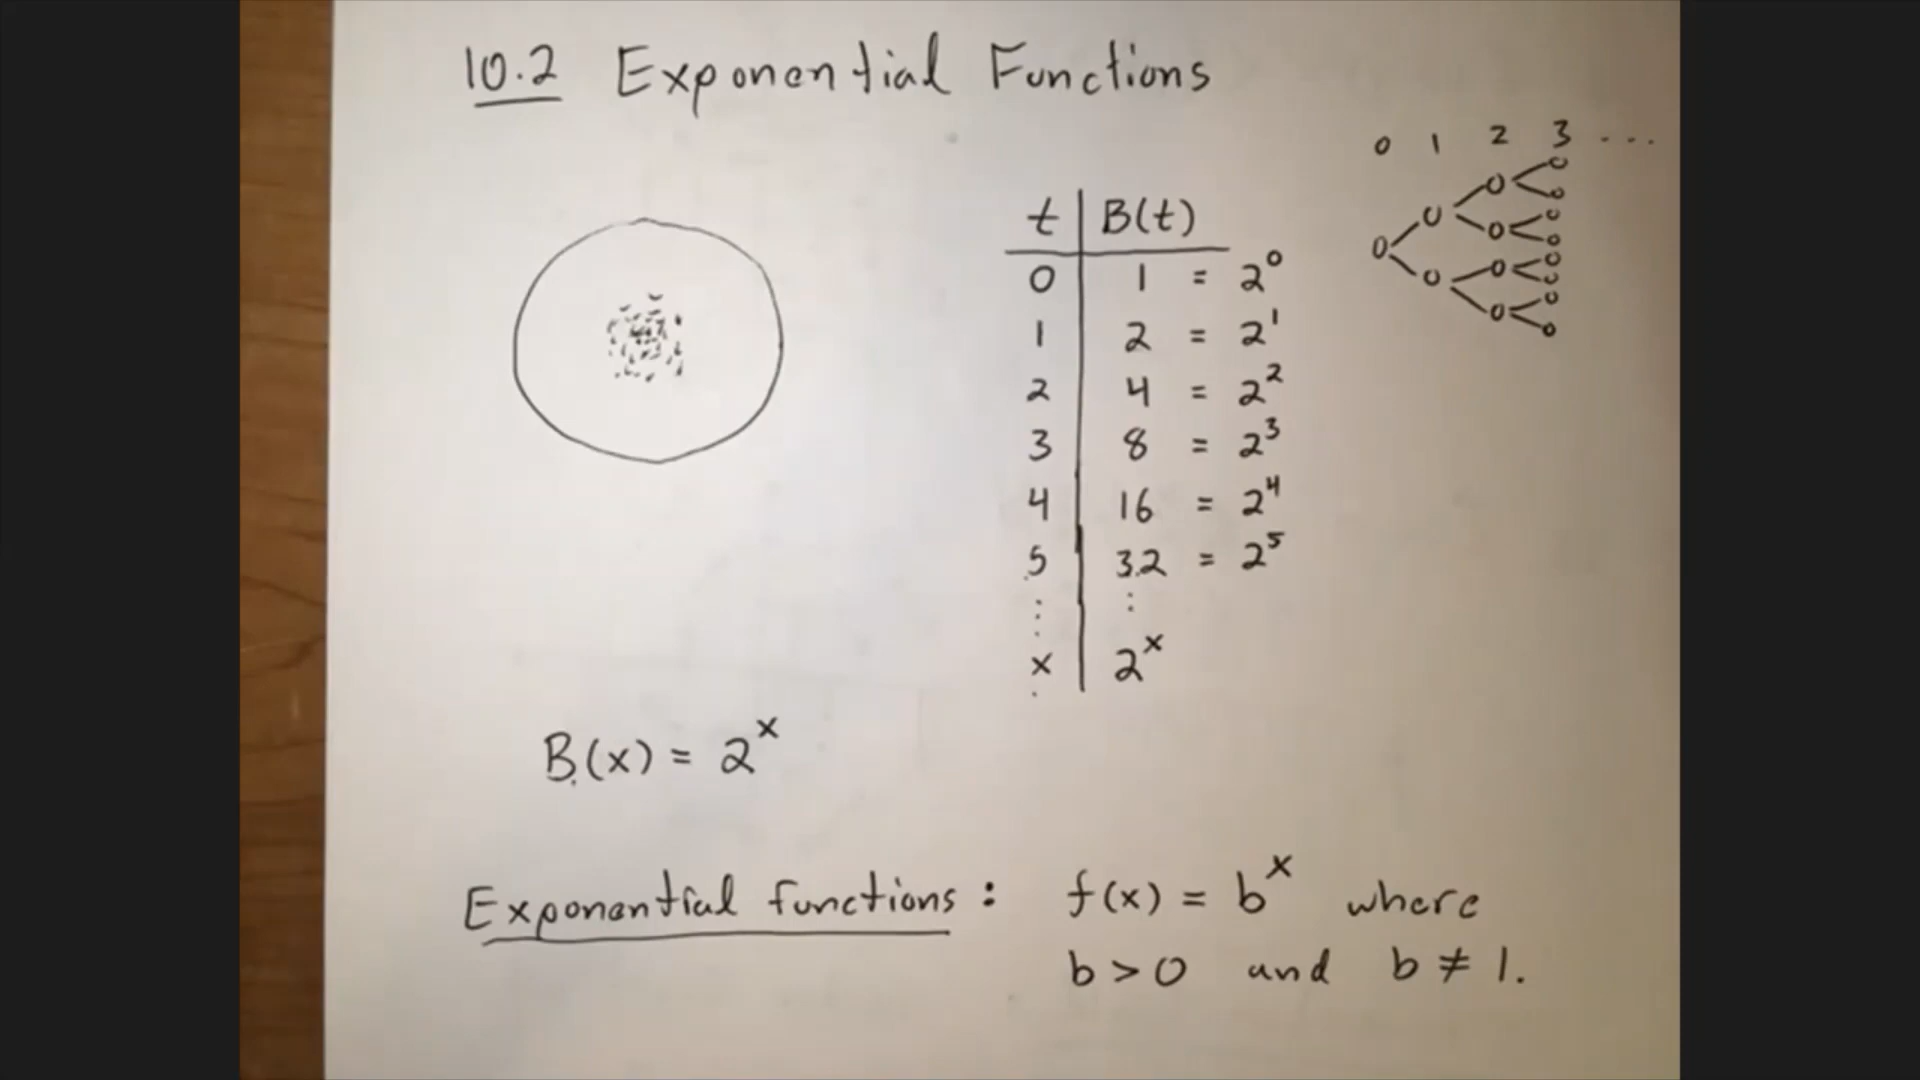 10.2 Exponential Functions
0 1 2 3 ...
t B(t)
0 1 = 2⁰
1 2 = 2¹
2 4 = 2²
3 8 = 2³
4 16 = 2⁴
5 32 = 2⁵
⋮ ⋮
x 2ˣ
B(x) = 2ˣ
Exponential functions: f(x) = bˣ where
b > 0 and b ≠ 1.